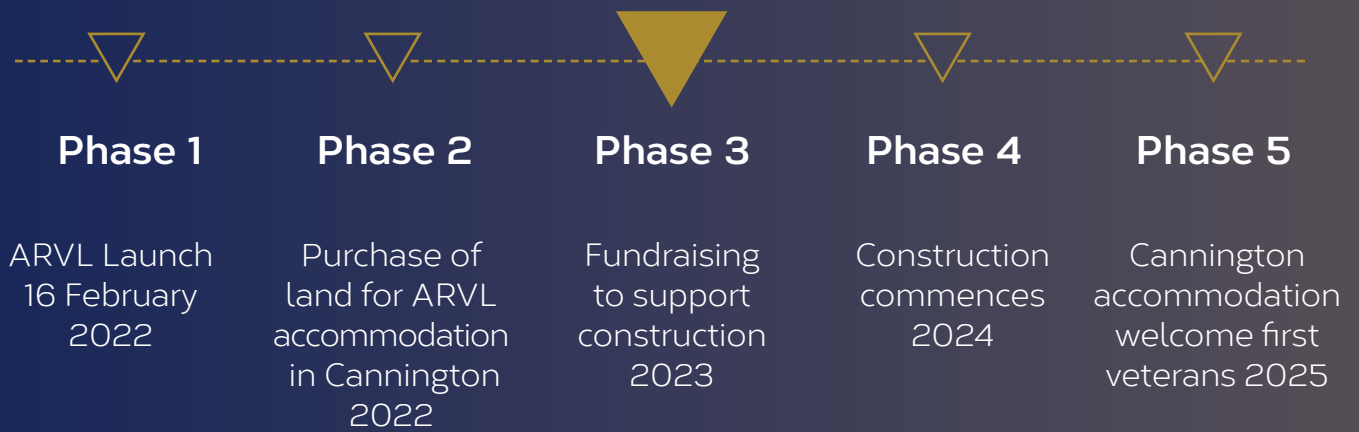 Phase 1
ARVL Launch
16 February
2022
Phase 2
Purchase of
land for ARVL
accommodation
in Cannington
2022
Phase 3
Fundraising
to support
construction
2023
Phase 4
Construction
commences
2024
Phase 5
Cannington
accommodation
welcome first
veterans 2025